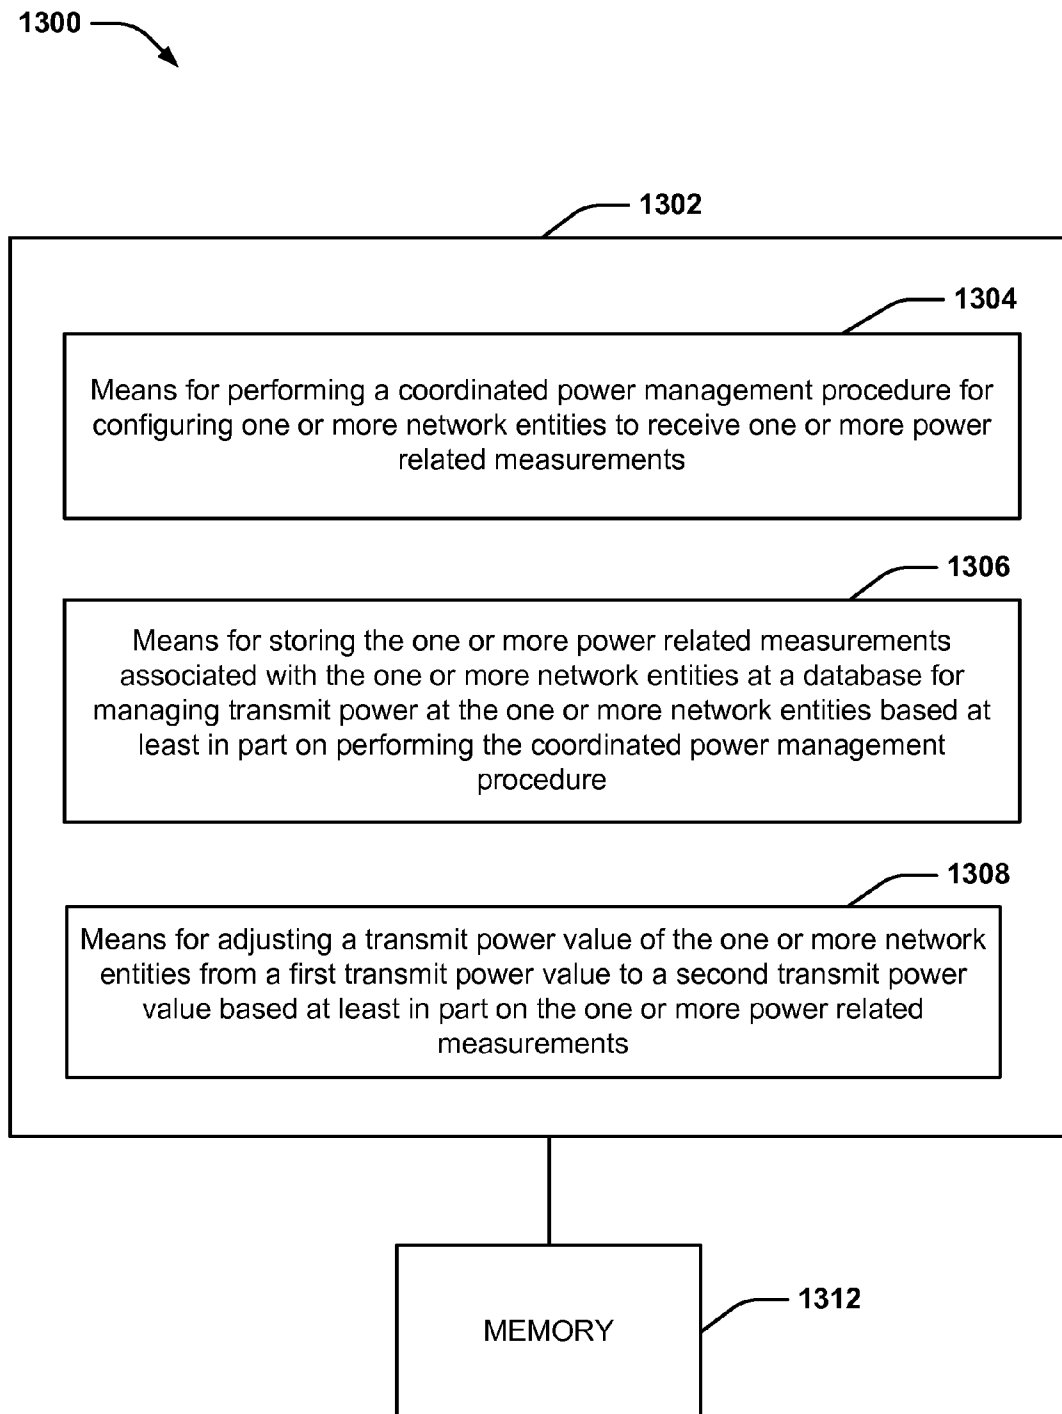 1300
1302
1304
Means for performing a coordinated power management procedure for
configuring one or more network entities to receive one or more power
related measurements
1306
Means for storing the one or more power related measurements
associated with the one or more network entities at a database for
managing transmit power at the one or more network entities based at
least in part on performing the coordinated power management
procedure
1308
Means for adjusting a transmit power value of the one or more network
entities from a first transmit power value to a second transmit power
value based at least in part on the one or more power related
measurements
1312
MEMORY